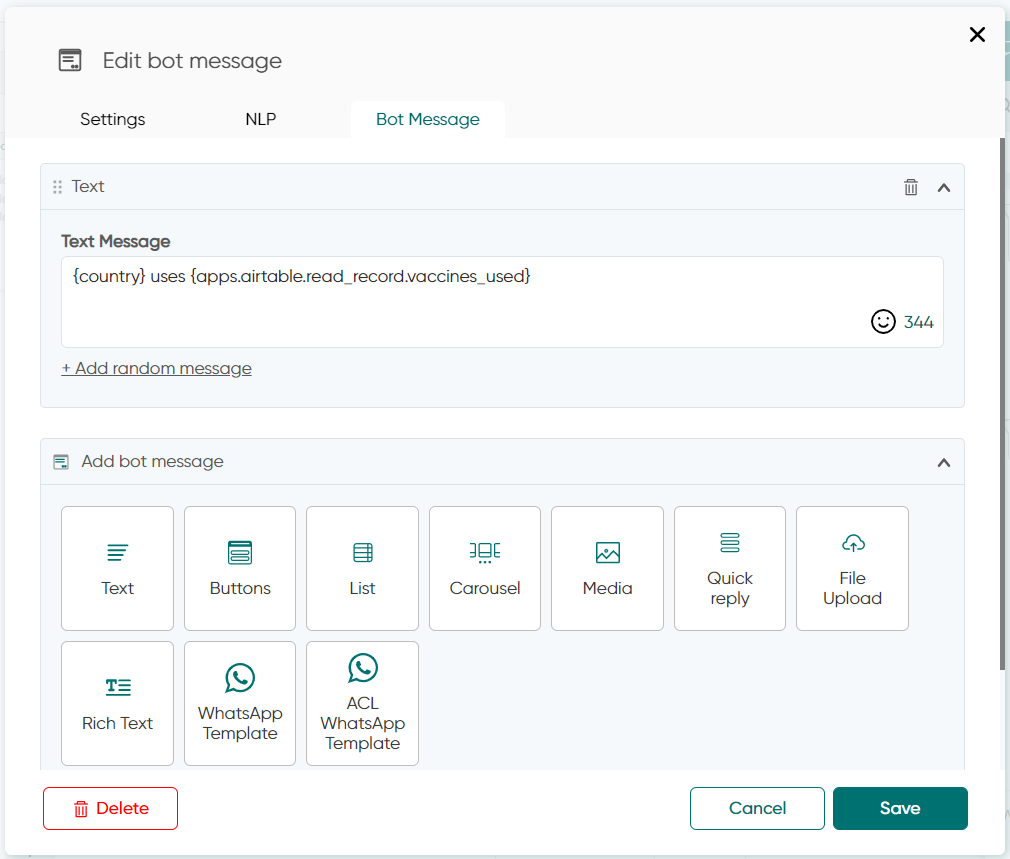 Edit bot message
Settings NLP Bot Message
Text
Text Message
{country} uses {apps.airtable.read_record.vaccines_used}
344
+ Add random message
Add bot message
Text
Buttons
List
Carousel
Media
Quick
reply
File
Upload
Rich Text
WhatsApp
Template
ACL
WhatsApp
Template
Delete
Cancel
Save